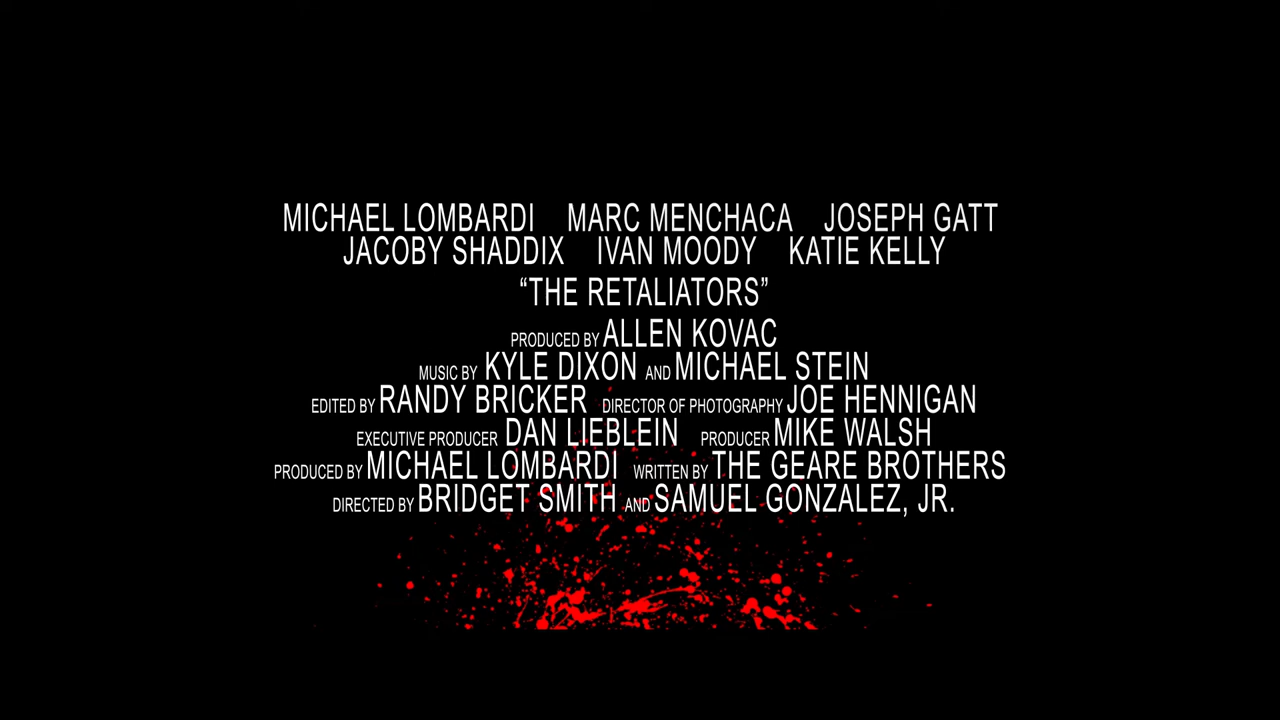 MICHAEL LOMBARDI MARC MENCHACA JOSEPH GATT
JACOBY SHADDIX IVAN MOODY KATIE KELLY
“THE RETALIATORS”
PRODUCED BY ALLEN KOVAC
MUSIC BY KYLE DIXON AND MICHAEL STEIN
EDITED BY RANDY BRICKER DIRECTOR OF PHOTOGRAPHY JOE HENNIGAN
EXECUTIVE PRODUCER DAN LIEBLEIN PRODUCER MIKE WALSH
PRODUCED BY MICHAEL LOMBARDI WRITTEN BY THE GEARE BROTHERS
DIRECTED BY BRIDGET SMITH AND SAMUEL GONZALEZ, JR.